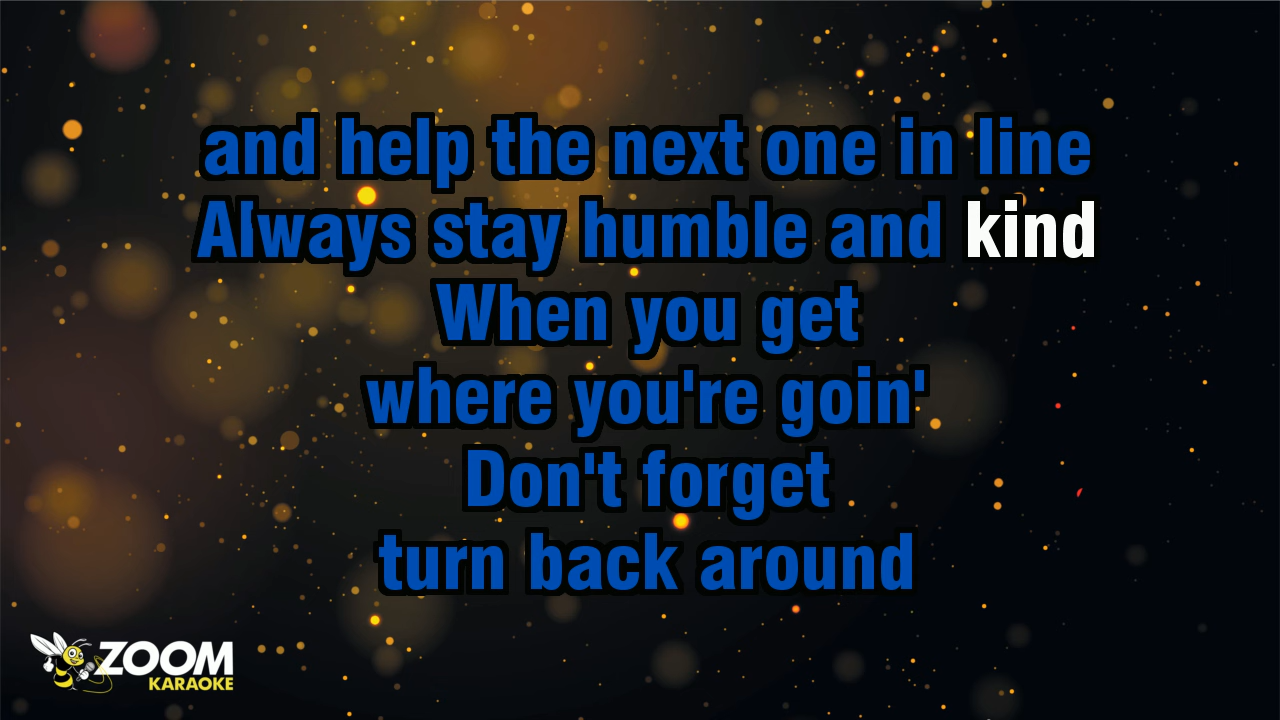 and help the next one in line
Always stay humble and kind
When you get
where you're goin'
Don't forget
turn back around
ZOOM
KARAOKE